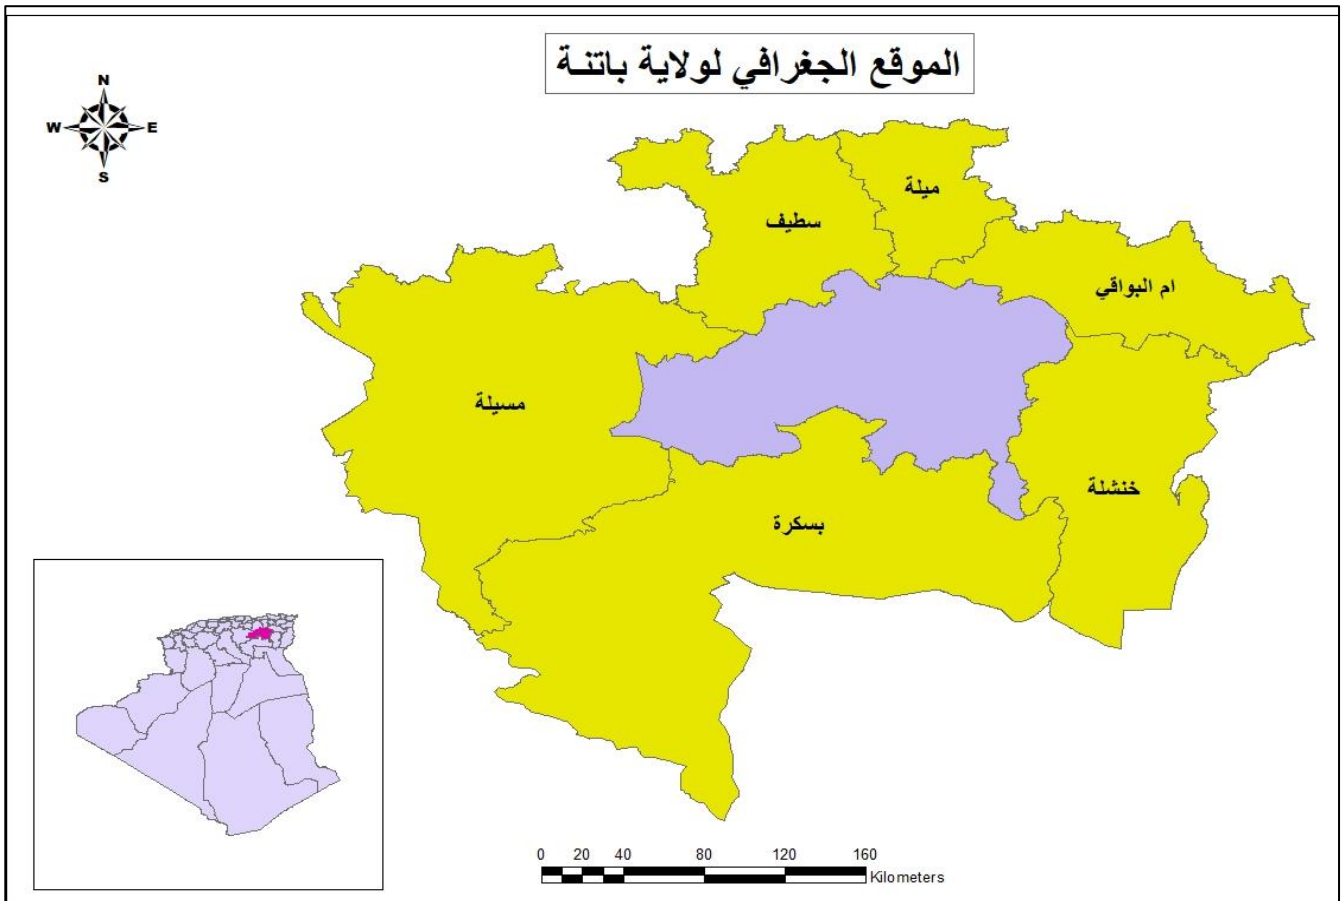 الموقع الجغرافي لولاية باتنـة
N
W E
S
ميلة
سطيف
ام البواقي
مسيلة
خنشلة
بسكرة
0 20 40 80 120 160
Kilometers